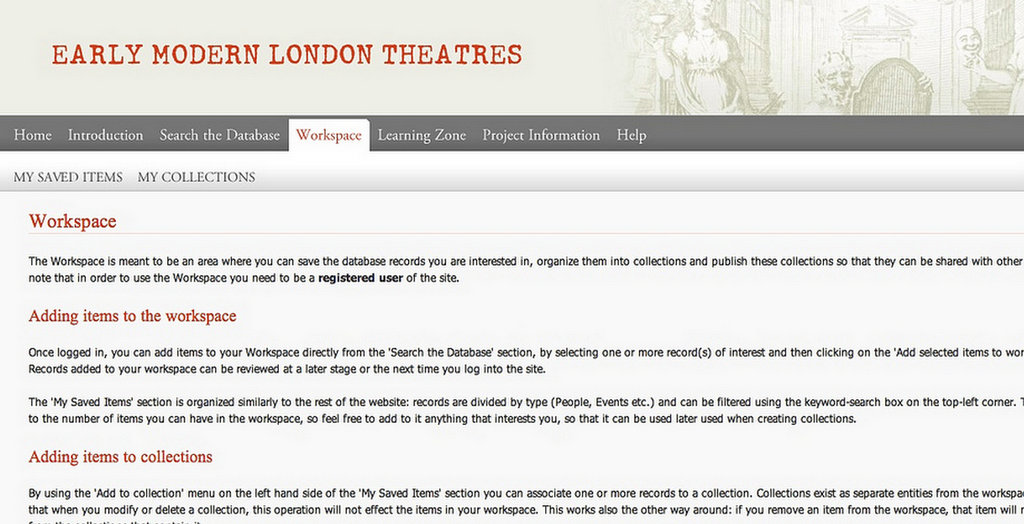 EARLY MODERN LONDON THEATRES
Home Introduction Search the Database Workspace Learning Zone Project Information Help
MY SAVED ITEMS MY COLLECTIONS
Workspace
The Workspace is meant to be an area where you can save the database records you are interested in, organize them into collections and publish these collections so that they can be shared with other
note that in order to use the Workspace you need to be a registered user of the site.
Adding items to the workspace
Once logged in, you can add items to your Workspace directly from the 'Search the Database' section, by selecting one or more record(s) of interest and then clicking on the 'Add selected items to wor
Records added to your workspace can be reviewed at a later stage or the next time you log into the site.
The 'My Saved Items' section is organized similarly to the rest of the website: records are divided by type (People, Events etc.) and can be filtered using the keyword-search box on the top-left corner. T
to the number of items you can have in the workspace, so feel free to add to it anything that interests you, so that it can be used later used when creating collections.
Adding items to collections
By using the 'Add to collection' menu on the left hand side of the 'My Saved Items' section you can associate one or more records to a collection. Collections exist as separate entities from the workspa
that when you modify or delete a collection, this operation will not effect the items in your workspace. This works also the other way around: if you remove an item from the workspace, that item will r